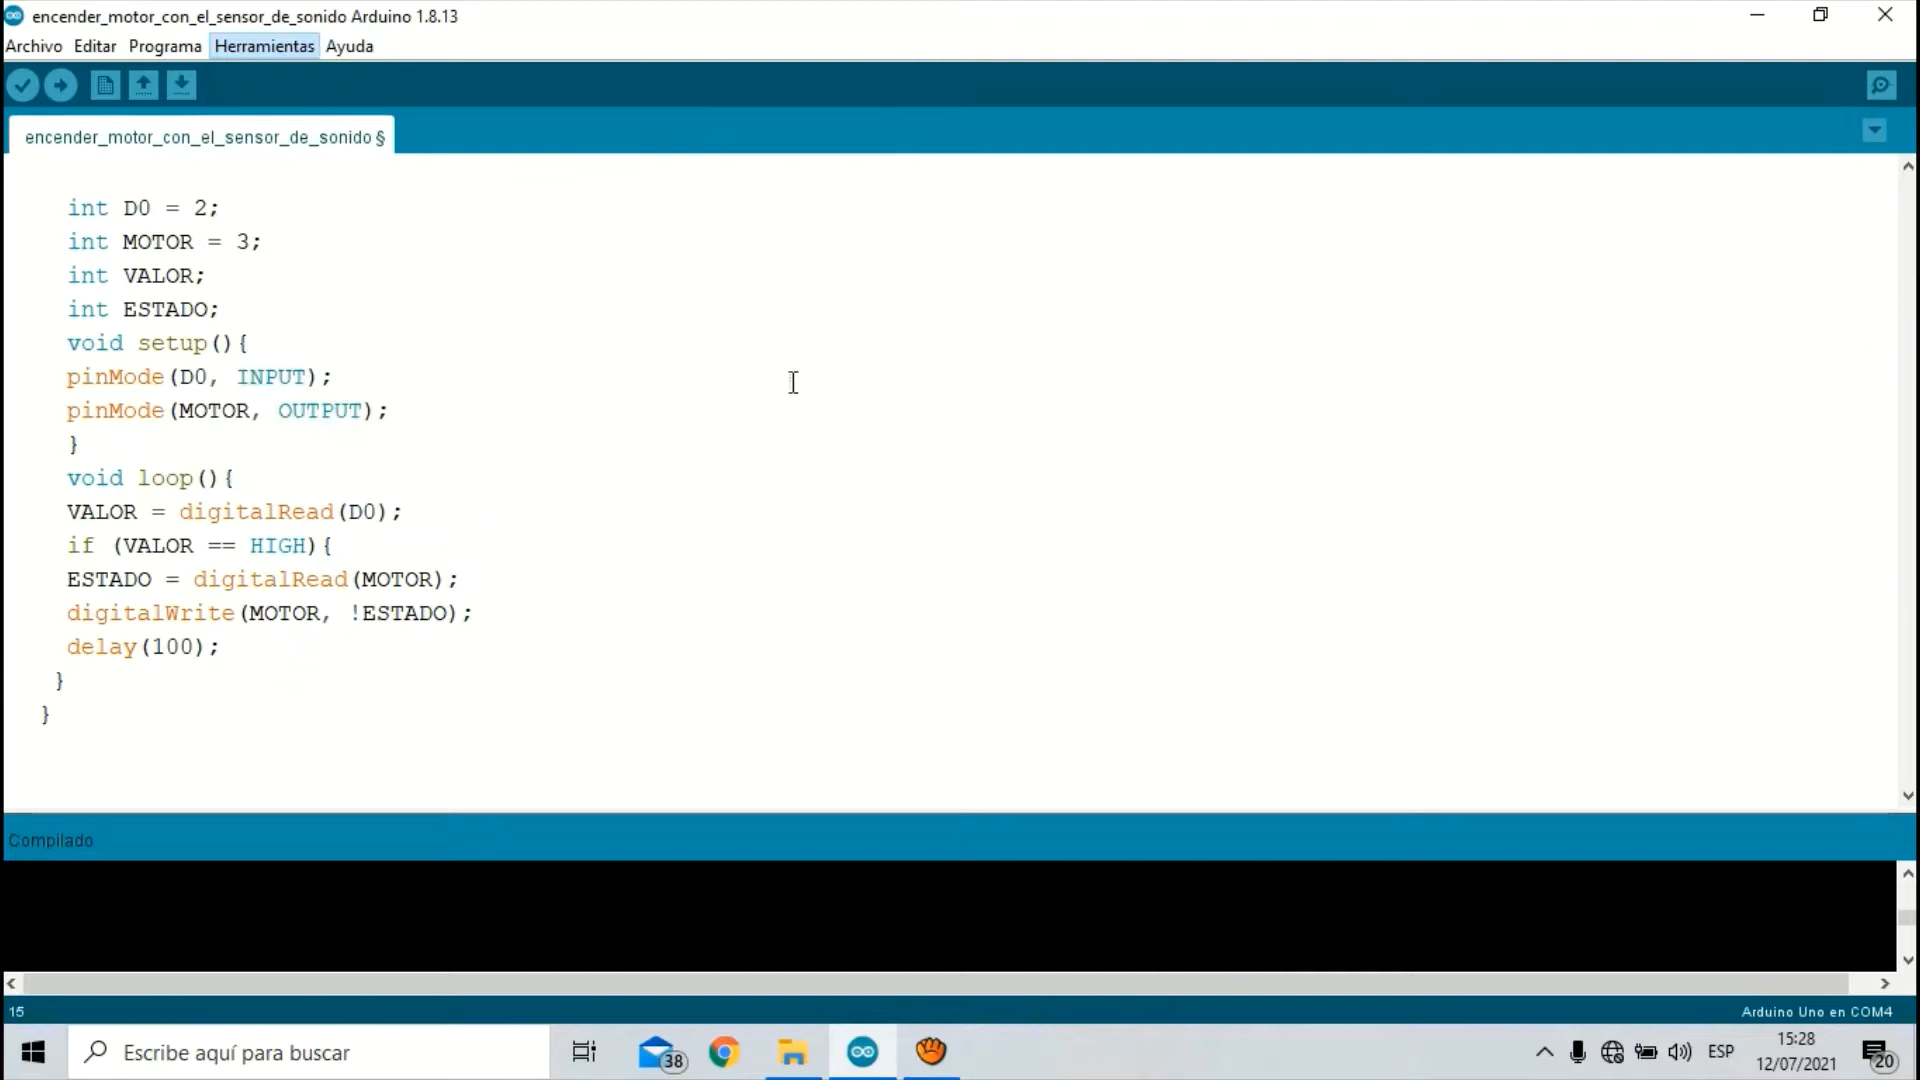 encender_motor_con_el_sensor_de_sonido Arduino 1.8.13
Archivo Editar Programa Herramientas Ayuda
encender_motor_con_el_sensor_de_sonido §
int D0 = 2;
int MOTOR = 3;
int VALOR;
int ESTADO;
void setup(){
pinMode(D0, INPUT);
pinMode(MOTOR, OUTPUT);
}
void loop(){
VALOR = digitalRead(D0);
if (VALOR == HIGH){
ESTADO = digitalRead(MOTOR);
digitalWrite(MOTOR, !ESTADO);
delay(100);
}
}
Compilado
15
Arduino Uno en COM4
Escribe aquí para buscar
38
ESP
15:28
12/07/2021
20